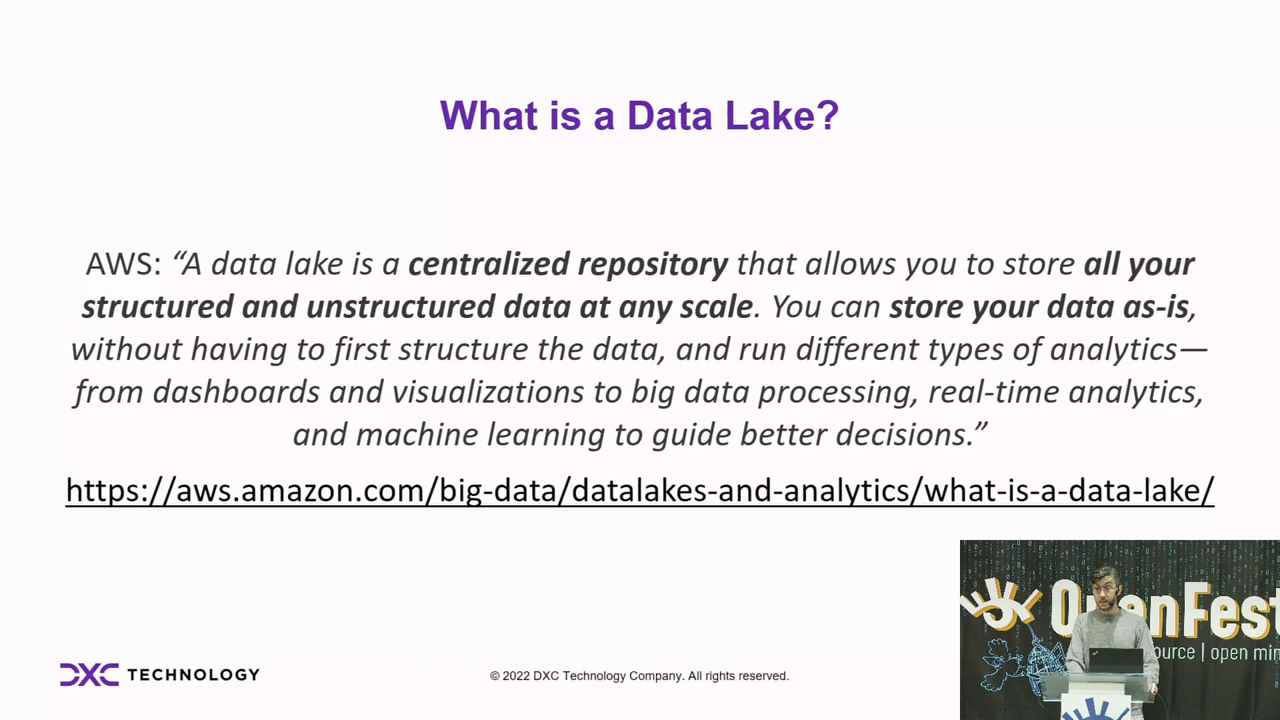 What is a Data Lake?
AWS: “A data lake is a centralized repository that allows you to store all your
structured and unstructured data at any scale. You can store your data as-is,
without having to first structure the data, and run different types of analytics—
from dashboards and visualizations to big data processing, real-time analytics,
and machine learning to guide better decisions.”
https://aws.amazon.com/big-data/datalakes-and-analytics/what-is-a-data-lake/
DXC TECHNOLOGY
© 2022 DXC Technology Company. All rights reserved.
OpenFest
source | open min